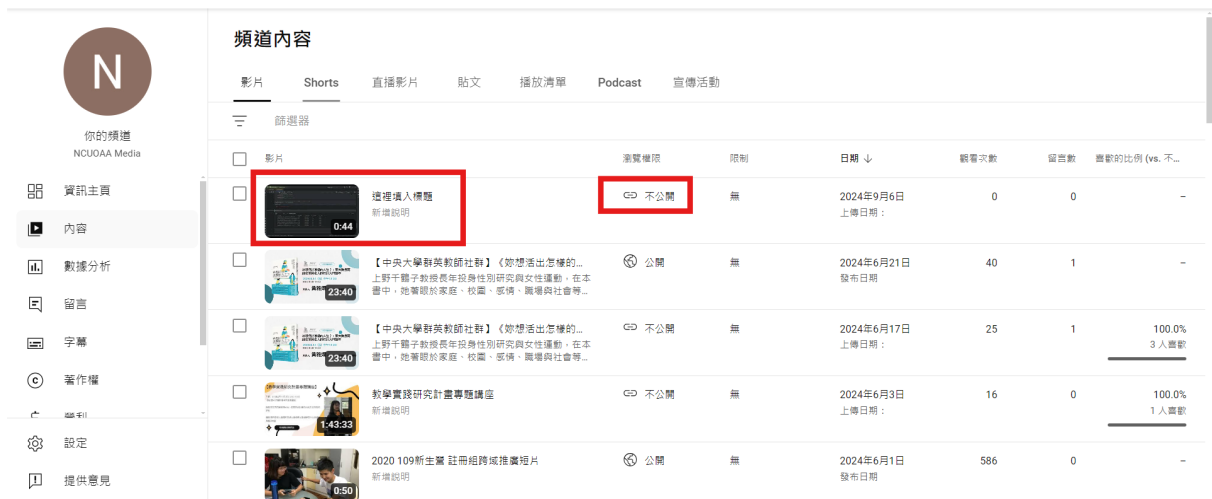 頻道內容
N
你的頻道
NCUOAA Media
資訊主頁
內容
數據分析
留言
字幕
著作權
營利
設定
提供意見
影片 Shorts 直播影片 貼文 播放清單 Podcast 宣傳活動
篩選器
影片 瀏覽權限 限制 日期 ↓ 觀看次數 留言數 喜歡的比例 (vs. 不...
這裡填入標題 不公開 無 2024年9月6日 0 0 –
新增說明 上傳日期：
0:44
【中央大學群英教師社群】《妳想活出怎樣的... 公開 無 2024年6月21日 40 1 –
上野千鶴子教授長年投身性別研究與女性運動，在本 發布日期
書中，她著眼於家庭、校園、感情、職場與社會等...
23:40
【中央大學群英教師社群】《妳想活出怎樣的... 不公開 無 2024年6月17日 25 1 100.0%
上野千鶴子教授長年投身性別研究與女性運動，在本 上傳日期： 3 人喜歡
書中，她著眼於家庭、校園、感情、職場與社會等...
23:40
教學實踐研究計畫專題講座 不公開 無 2024年6月3日 16 0 100.0%
新增說明 上傳日期： 1 人喜歡
1:43:33
2020 109新生營 註冊組跨域推廣短片 公開 無 2024年6月1日 586 0 –
新增說明 發布日期
0:50